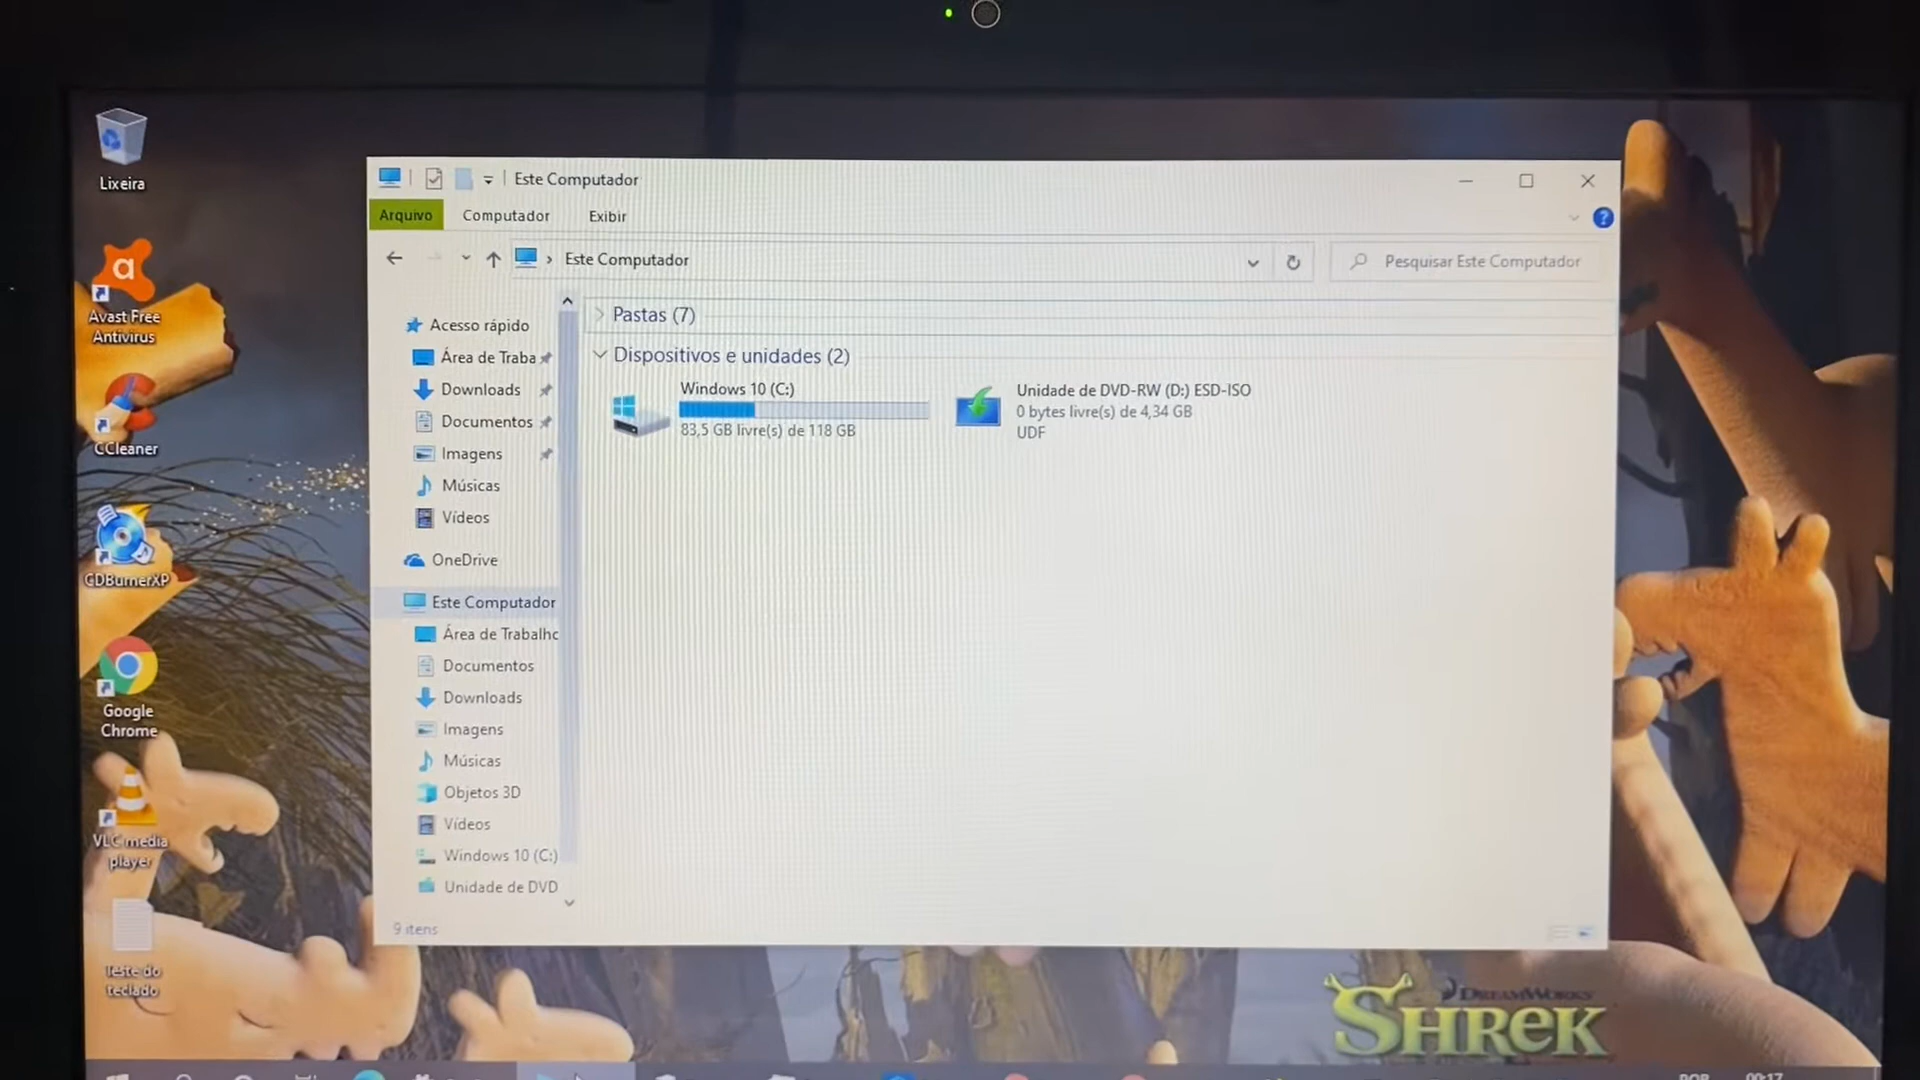 Lixeira
Avast Free
Antivirus
CCleaner
CDBurnerXP
Google
Chrome
VLC media
player
Teste do
teclado
Este Computador
Arquivo
Computador
Exibir
Este Computador
Pesquisar Este Computador
Acesso rápido
Área de Traba
Downloads
Documentos
Imagens
Músicas
Vídeos
OneDrive
Este Computador
Área de Trabalho
Documentos
Downloads
Imagens
Músicas
Objetos 3D
Vídeos
Windows 10 (C:)
Unidade de DVD
9 itens
Pastas (7)
Dispositivos e unidades (2)
Windows 10 (C:)
83,5 GB livre(s) de 118 GB
Unidade de DVD-RW (D:) ESD-ISO
0 bytes livre(s) de 4,34 GB
UDF
DREAMWORKS
SHREK
POR
00:17